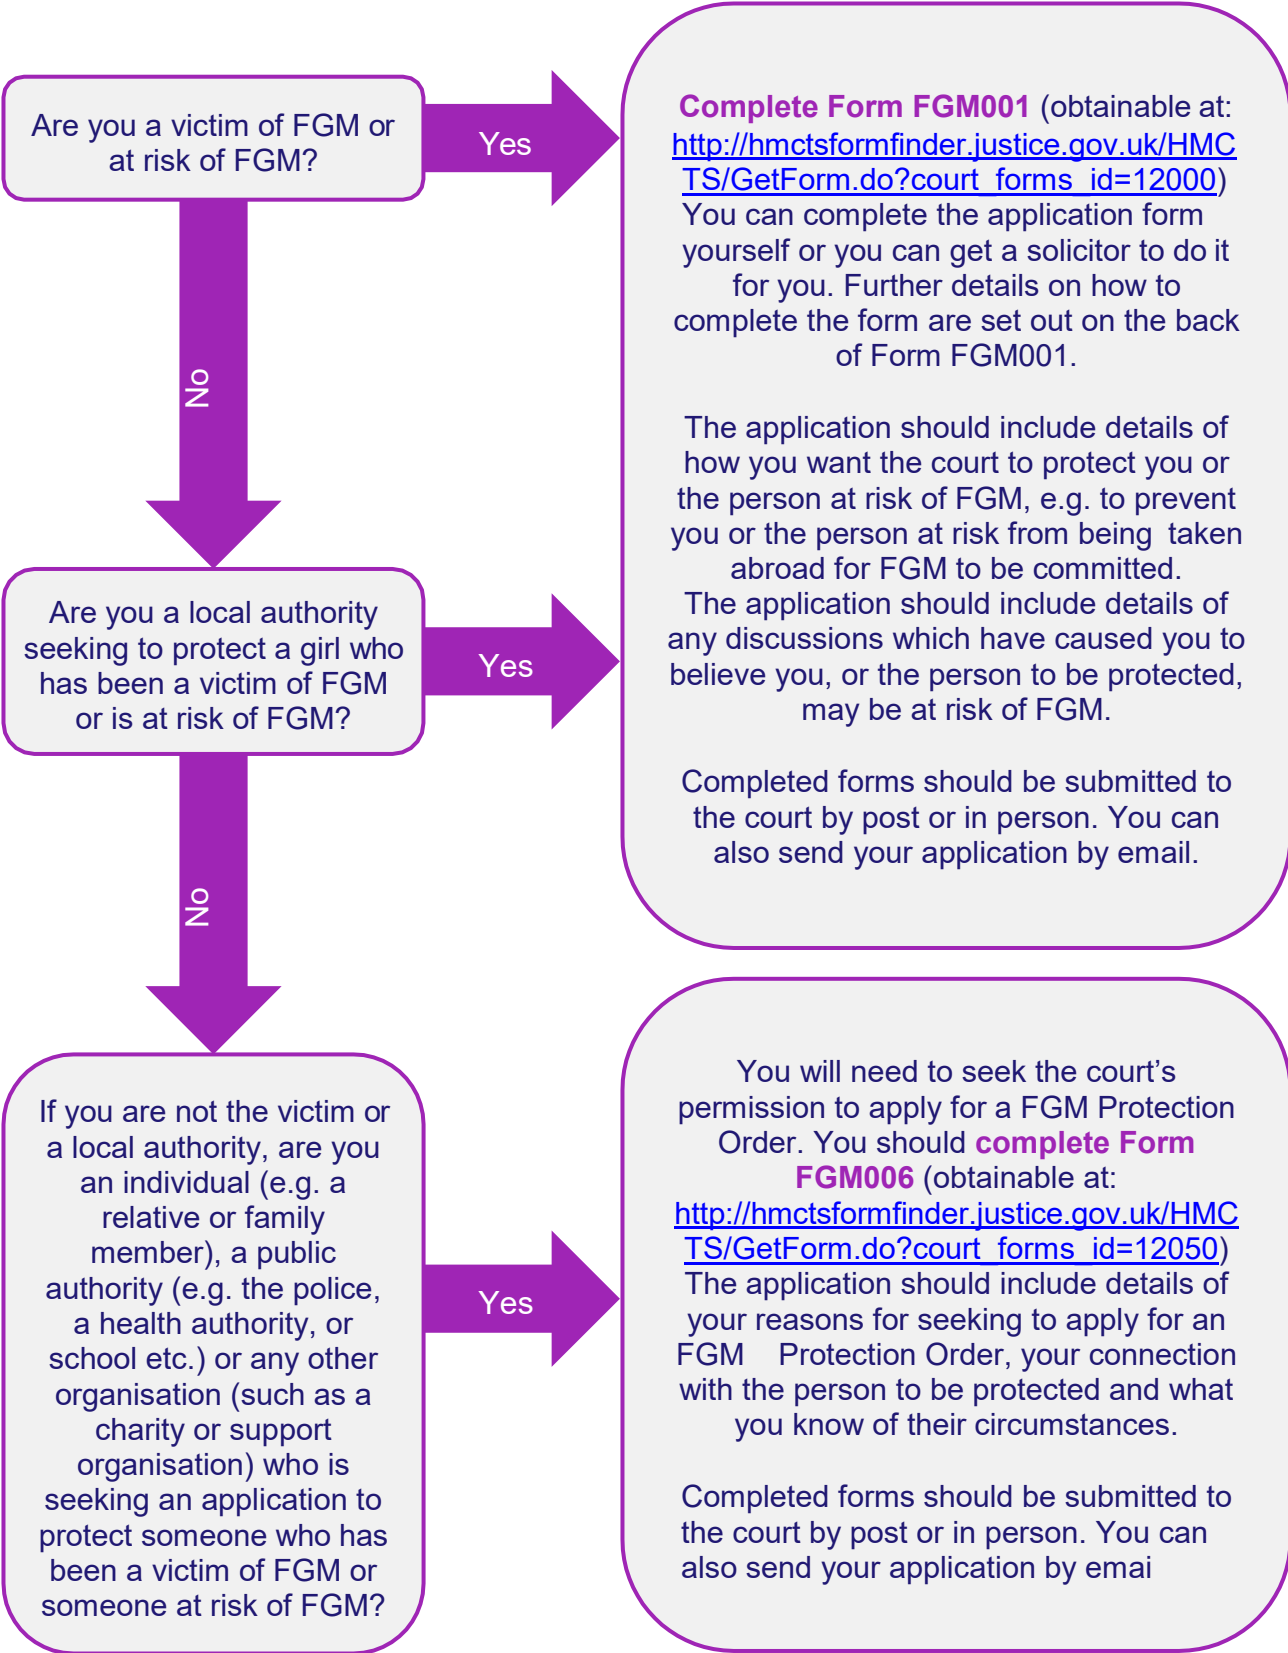 Are you a victim of FGM or
at risk of FGM?
Yes
Complete Form FGM001 (obtainable at:
http://hmctsformfinder.justice.gov.uk/HMC
TS/GetForm.do?court_forms_id=12000)
You can complete the application form
yourself or you can get a solicitor to do it
for you. Further details on how to
complete the form are set out on the back
of Form FGM001.
The application should include details of
how you want the court to protect you or
the person at risk of FGM, e.g. to prevent
you or the person at risk from being taken
abroad for FGM to be committed.
The application should include details of
any discussions which have caused you to
believe you, or the person to be protected,
may be at risk of FGM.
Completed forms should be submitted to
the court by post or in person. You can
also send your application by email.
No
Are you a local authority
seeking to protect a girl who
has been a victim of FGM
or is at risk of FGM?
Yes
No
If you are not the victim or
a local authority, are you
an individual (e.g. a
relative or family
member), a public
authority (e.g. the police,
a health authority, or
school etc.) or any other
organisation (such as a
charity or support
organisation) who is
seeking an application to
protect someone who has
been a victim of FGM or
someone at risk of FGM?
Yes
You will need to seek the court's
permission to apply for a FGM Protection
Order. You should complete Form
FGM006 (obtainable at:
http://hmctsformfinder.justice.gov.uk/HMC
TS/GetForm.do?court_forms_id=12050)
The application should include details of
your reasons for seeking to apply for an
FGM Protection Order, your connection
with the person to be protected and what
you know of their circumstances.
Completed forms should be submitted to
the court by post or in person. You can
also send your application by emai